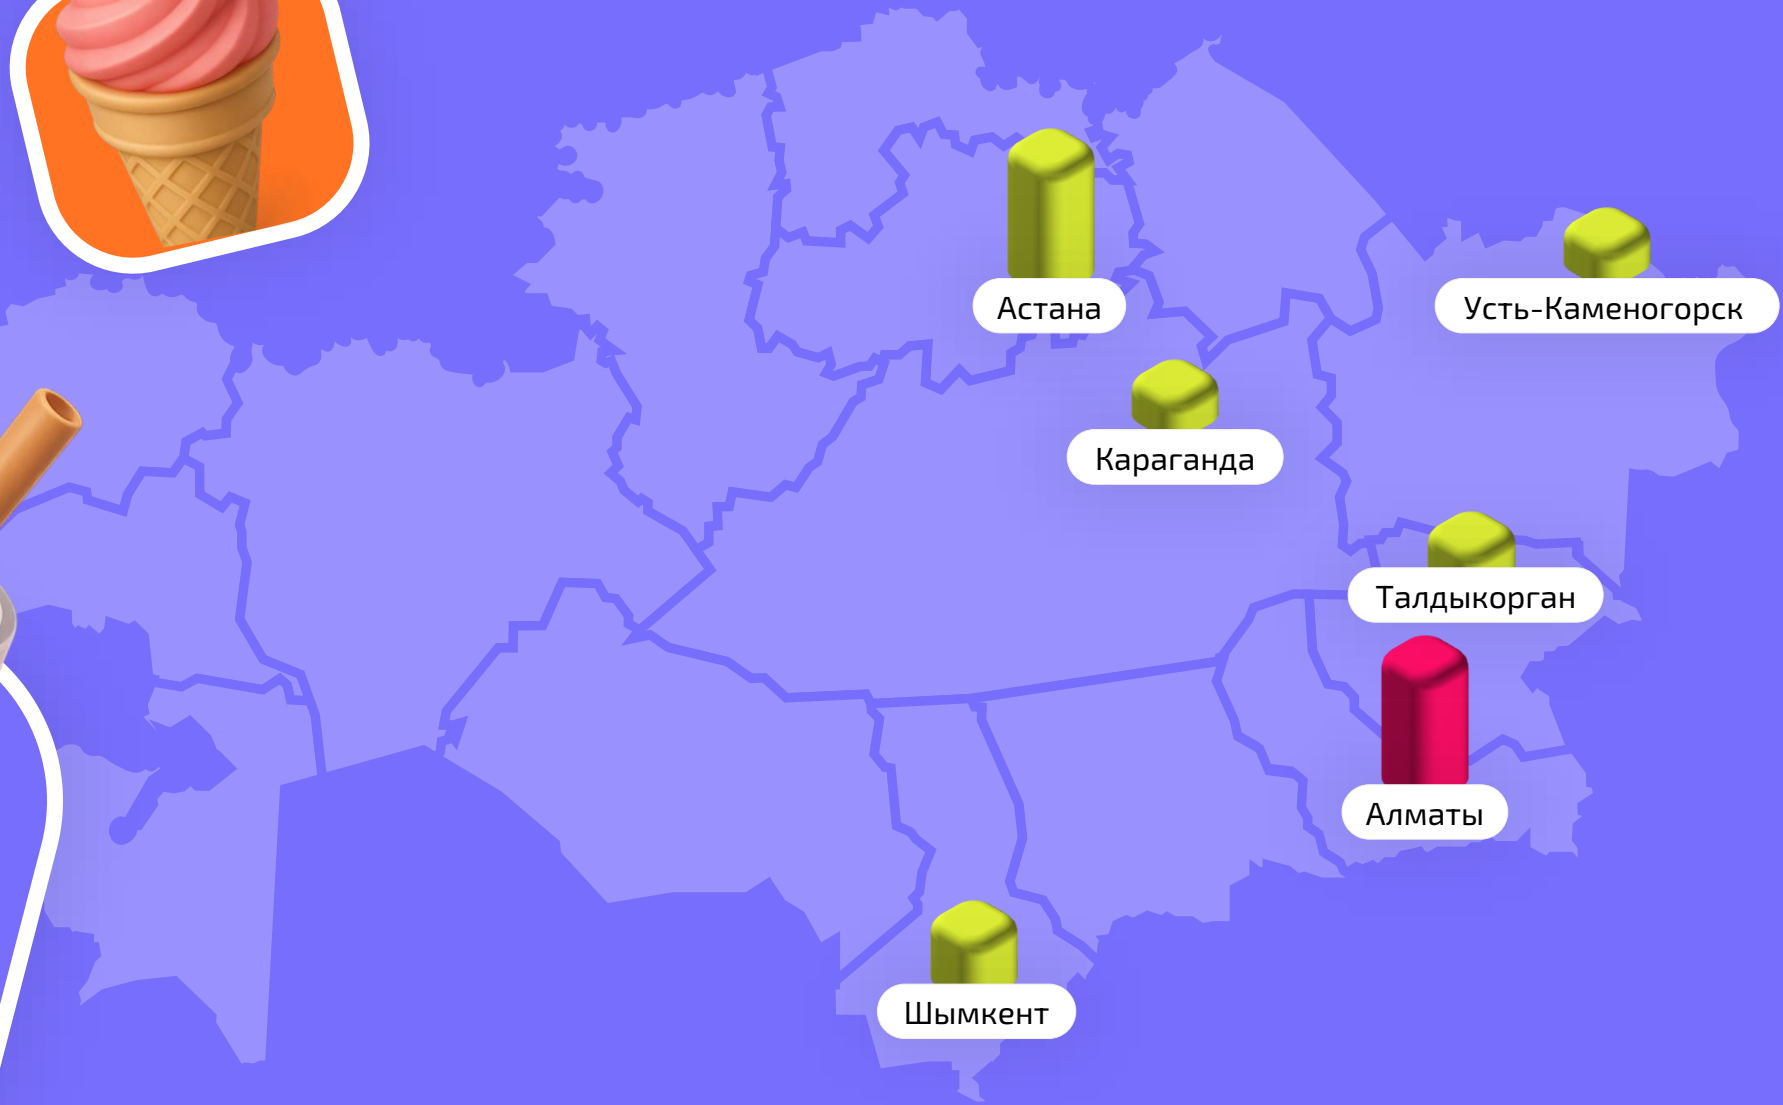 Астана
Усть-Каменогорск
Караганда
Талдыкорган
Алматы
Шымкент